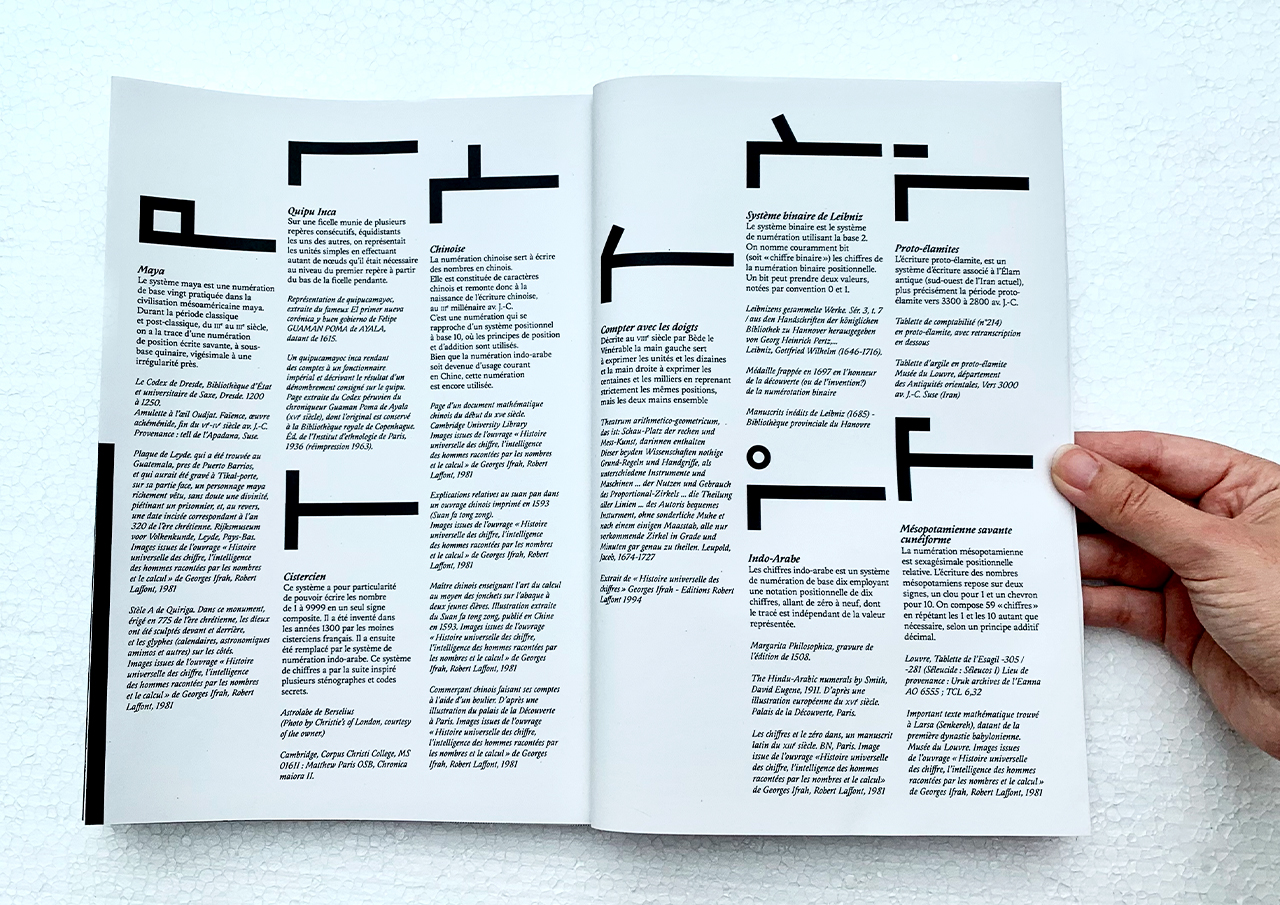 Maya
Le système maya est une numération
de base vingt pratiquée dans la
civilisation mésoaméricaine maya.
Durant la période classique
et post-classique, du IIIᵉ au IXᵉ siècle,
on a la trace d'une numération
de position écrite savante, à sous-
base quinaire, vigésimale à une
irrégularité près.
Le Codex de Dresde, Bibliothèque d'État
et universitaire de Saxe, Dresde. 1200
à 1250.
Amulette à l'œil Oudjat. Faïence, œuvre
achéménide, fin du VIᵉ-IVᵉ siècle av. J.-C.
Provenance : tell de l'Apadana, Suse.
Plaque de Leyde, qui a été trouvée au
Guatemala, pres de Puerto Barrios,
et qui aurait été gravé à Tikal-porte,
sur sa partie face, un personnage maya
richement vêtu, sans doute une divinité,
piétinant un prisonnier, et, au revers,
une date incisée correspondant à l'an
320 de l'ère chrétienne. Rijksmuseum
voor Volkenkunde, Leyde, Pays-Bas.
Images issues de l'ouvrage « Histoire
universelle des chiffre, l'intelligence
des hommes racontées par les nombres
et le calcul » de Georges Ifrah, Robert
Laffont, 1981
Stèle A de Quiriga. Dans ce monument,
érigé en 775 de l'ère chrétienne, les dieux
ont été sculptés devant et derrière,
et les glyphes (calendaires, astronomiques
amimos et autres) sur les côtés.
Images issues de l'ouvrage « Histoire
universelle des chiffre, l'intelligence
des hommes racontées par les nombres
et le calcul » de Georges Ifrah, Robert
Laffont, 1981
Quipu Inca
Sur une ficelle munie de plusieurs
repères consécutifs, équidistants
les uns des autres, on représentait
les unités simples en effectuant
autant de nœuds qu'il était nécessaire
au niveau du premier repère à partir
du bas de la ficelle pendante.
Représentation de quipucamayoc,
extraite du fameux El primer nueva
corónica y buen gobierno de Felipe
GUAMAN POMA de AYALA,
datant de 1615.
Un quipucamayoc inca rendant
des comptes à un fonctionnaire
impérial et décrivant le résultat d'un
dénombrement consigné sur le quipu.
Page extraite du Codex péruvien du
chroniqueur Guaman Poma de Ayala
(XVIᵉ siècle), dont l'original est conservé
à la Bibliothèque royale de Copenhague.
Éd. de l'Institut d'ethnologie de Paris,
1936 (réimpression 1963).
Cistercien
Ce système a pour particularité
de pouvoir écrire les nombre
de 1 à 9999 en un seul signe
composite. Il a été inventé dans
les années 1300 par les moines
cisterciens français. Il a ensuite
été remplacé par le système de
numération indo-arabe. Ce système
de chiffres a par la suite inspiré
plusieurs sténographes et codes
secrets.
Astrolabe de Berselius
(Photo by Christie's of London, courtesy
of the owner)
Cambridge, Corpus Christi College, MS
016II : Matthew Paris OSB, Chronica
maiora II.
Chinoise
La numération chinoise sert à écrire
des nombres en chinois.
Elle est constituée de caractères
chinois et remonte donc à la
naissance de l'écriture chinoise,
au IIIᵉ millénaire av. J.-C.
C'est une numération qui se
rapproche d'un système positionnel
à base 10, où les principes de position
et d'addition sont utilisés.
Bien que la numération indo-arabe
soit devenue d'usage courant
en Chine, cette numération
est encore utilisée.
Page d'un document mathématique
chinois du début du XVe siècle.
Cambridge University Library
Images issues de l'ouvrage « Histoire
universelle des chiffre, l'intelligence
des hommes racontées par les nombres
et le calcul » de Georges Ifrah, Robert
Laffont, 1981
Explications relatives au suan pan dans
un ouvrage chinois imprimé en 1593
(Suan fa tong zong).
Images issues de l'ouvrage « Histoire
universelle des chiffre, l'intelligence
des hommes racontées par les nombres
et le calcul » de Georges Ifrah, Robert
Laffont, 1981
Maître chinois enseignant l'art du calcul
au moyen des jonchets sur l'abaque à
deux jeunes élèves. Illustration extraite
du Suan fa tong zong, publié en Chine
en 1593. Images issues de l'ouvrage
« Histoire universelle des chiffre,
l'intelligence des hommes racontées par
les nombres et le calcul » de Georges
Ifrah, Robert Laffont, 1981
Commerçant chinois faisant ses comptes
à l'aide d'un boulier. D'après une
illustration du palais de la Découverte
à Paris. Images issues de l'ouvrage
« Histoire universelle des chiffre,
l'intelligence des hommes racontées par
les nombres et le calcul » de Georges
Ifrah, Robert Laffont, 1981
Compter avec les doigts
Décrite au VIIIᵉ siècle par Bède le
Vénérable la main gauche sert
à exprimer les unités et les dizaines
et la main droite à exprimer les
centaines et les milliers en reprenant
strictement les mêmes positions,
mais les deux mains ensemble
Theatrum arithmetico-geometricum,
das ist: Schau-Platz der rechen und
Mess-Kunst, darinnen enthalten
Dieser beyden Wissenschaften nothige
Grund-Regeln und Handgriffe, als
unterschiedene Instrumente und
Maschinen ... der Nutzen und Gebrauch
des Proportional-Zirkels ... die Theilung
aller Linien ... des Autoris bequemes
Insturment, ohne sonderliche Muhe et
nach einem einigen Maasstab, alle nur
vorkommende Zirkel in Grade und
Minuten gar genau zu theilen. Leupold,
Jacob, 1674-1727
Extrait de « Histoire universelle des
chiffres » Georges Ifrah - Editions Robert
Laffont 1994
Système binaire de Leibniz
Le système binaire est le système
de numération utilisant la base 2.
On nomme couramment bit
(soit « chiffre binaire ») les chiffres de
la numération binaire positionnelle.
Un bit peut prendre deux valeurs,
notées par convention 0 et 1.
Leibnizens gesammelte Werke. Sér. 3, t. 7
/ aus den Handschriften der königlichen
Bibliothek zu Hannover herausgegeben
von Georg Heinrich Pertz,...
Leibniz, Gottfried Wilhelm (1646-1716).
Médaille frappée en 1697 en l'honneur
de la découverte (ou de l'invention?)
de la numérotation binaire
Manuscrits inédits de Leibniz (1685) -
Bibliothèque provinciale du Hanovre
Indo-Arabe
Les chiffres indo-arabe est un système
de numération de base dix employant
une notation positionnelle de dix
chiffres, allant de zéro à neuf, dont
le tracé est indépendant de la valeur
représentée.
Margarita Philosophica, gravure de
l'édition de 1508.
The Hindu-Arabic numerals by Smith,
David Eugene, 1911. D'après une
illustration européenne du XVIᵉ siècle.
Palais de la Découverte, Paris.
Les chiffres et le zéro dans, un manuscrit
latin du XIIIᵉ siècle. BN, Paris. Image
issue de l'ouvrage «Histoire universelle
des chiffre, l'intelligence des hommes
racontées par les nombres et le calcul»
de Georges Ifrah, Robert Laffont, 1981
Proto-élamites
L'écriture proto-élamite, est un
système d'écriture associé à l'Élam
antique (sud-ouest de l'Iran actuel),
plus précisément la période proto-
élamite vers 3300 à 2800 av. J.-C.
Tablette de comptabilité (n°214)
en proto-élamite, avec retranscription
en dessous
Tablette d'argile en proto-élamite
Musée du Louvre, département
des Antiquités orientales, Vers 3000
av. J.-C. Suse (Iran)
Mésopotamienne savante
cunéiforme
La numération mésopotamienne
est sexagésimale positionnelle
relative. L'écriture des nombres
mésopotamiens repose sur deux
signes, un clou pour 1 et un chevron
pour 10. On compose 59 «chiffres»
en répétant les 1 et les 10 autant que
nécessaire, selon un principe additif
décimal.
Louvre, Tablette de l'Esagil -305 /
-281 (Séleucide : Séleucos I) Lieu de
provenance : Uruk archives de l'Eanna
AO 6555 ; TCL 6,32
Important texte mathématique trouvé
à Larsa (Senkereh), datant de la
première dynastie babylonienne.
Musée du Louvre. Images issues
de l'ouvrage « Histoire universelle
des chiffre, l'intelligence des hommes
racontées par les nombres et le calcul»
de Georges Ifrah, Robert Laffont, 1981